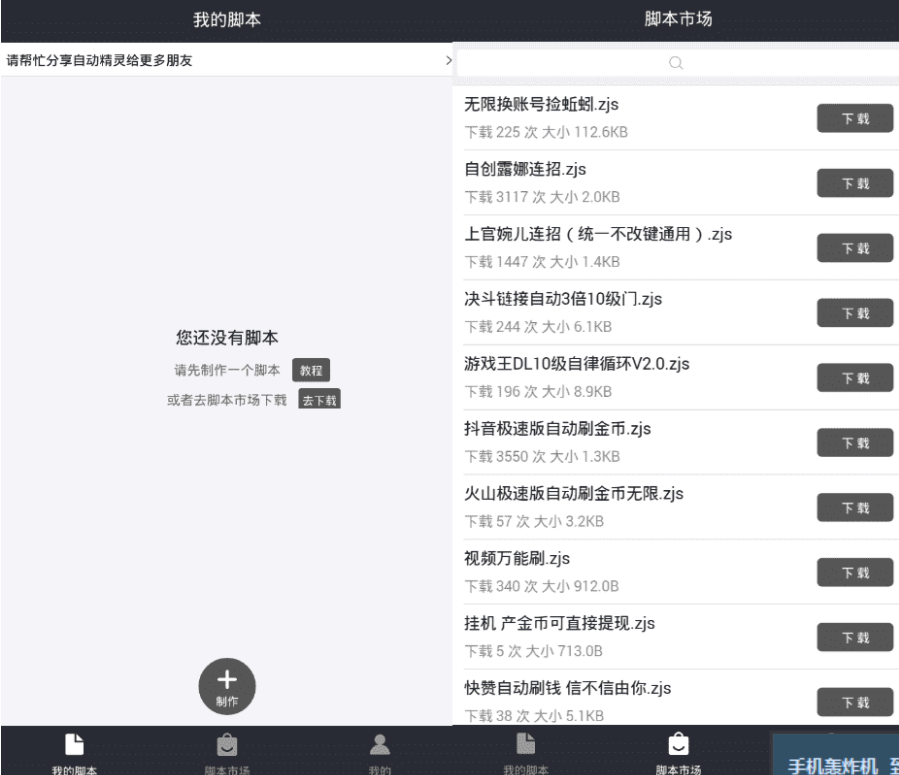 我的脚本
请帮忙分享自动精灵给更多朋友
您还没有脚本
请先制作一个脚本 教程
或者去脚本市场下载 去下载
制作
我的脚本 脚本市场 我的
脚本市场
无限换账号捡蚯蚓.zjs
下载 225 次 大小 112.6KB
下载
自创露娜连招.zjs
下载 3117 次 大小 2.0KB
下载
上官婉儿连招（统一不改键通用）.zjs
下载 1447 次 大小 1.4KB
下载
决斗链接自动3倍10级门.zjs
下载 244 次 大小 6.1KB
下载
游戏王DL10级自律循环V2.0.zjs
下载 196 次 大小 8.9KB
下载
抖音极速版自动刷金币.zjs
下载 3550 次 大小 1.3KB
下载
火山极速版自动刷金币无限.zjs
下载 57 次 大小 3.2KB
下载
视频万能刷.zjs
下载 340 次 大小 912.0B
下载
挂机 产金币可直接提现.zjs
下载 5 次 大小 713.0B
下载
快赞自动刷钱 信不信由你.zjs
下载 38 次 大小 5.1KB
下载
我的脚本 脚本市场
手机轰炸机 到